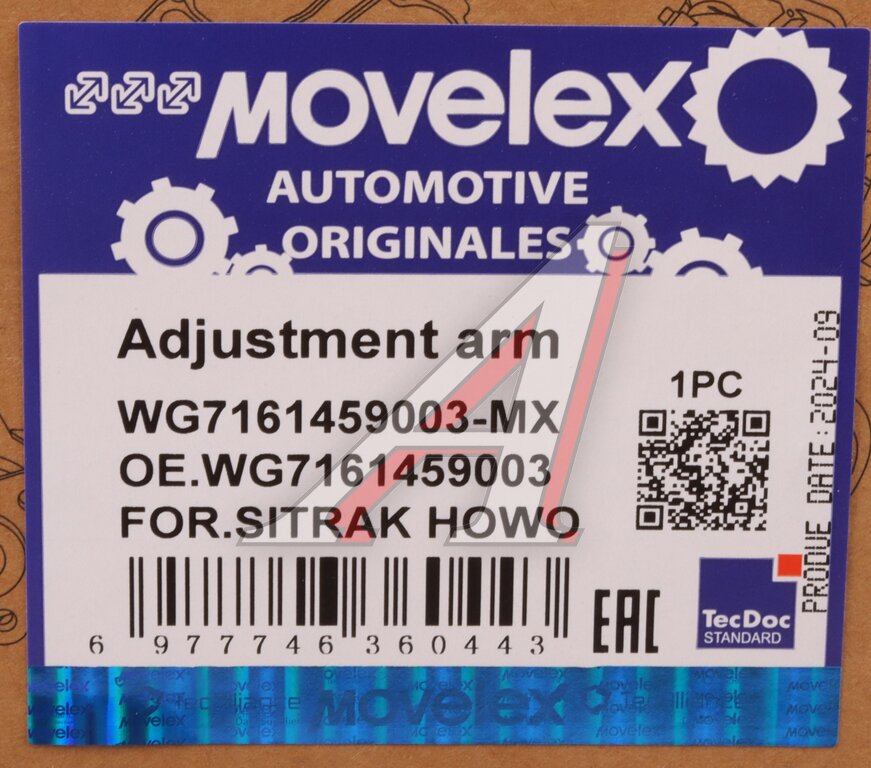 MOVELEX
AUTOMOTIVE
ORIGINALES
Adjustment arm
WG7161459003-MX
OE.WG7161459003
FOR.SITRAK HOWO
1PC
PRODUE DATE:2024-09
6 977746 360443
EAC
TecDoc
STANDARD
MOVELEX